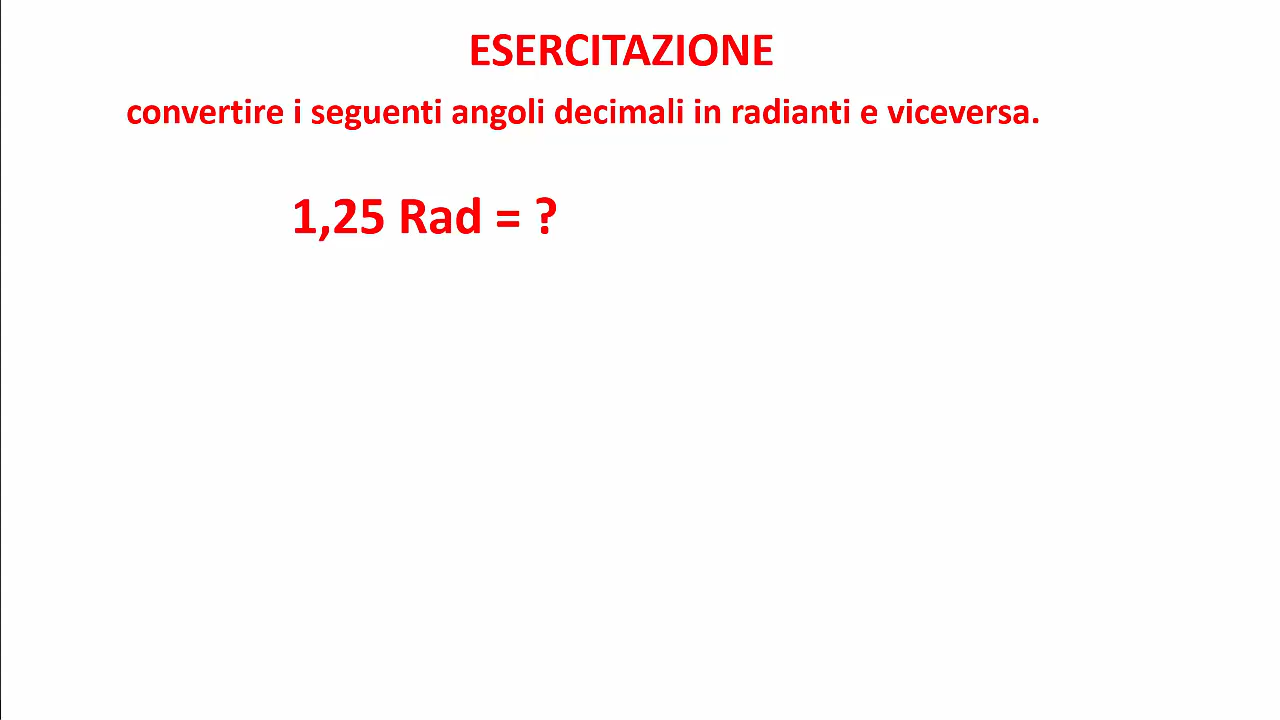 ESERCITAZIONE
convertire i seguenti angoli decimali in radianti e viceversa.
1,25 Rad = ?